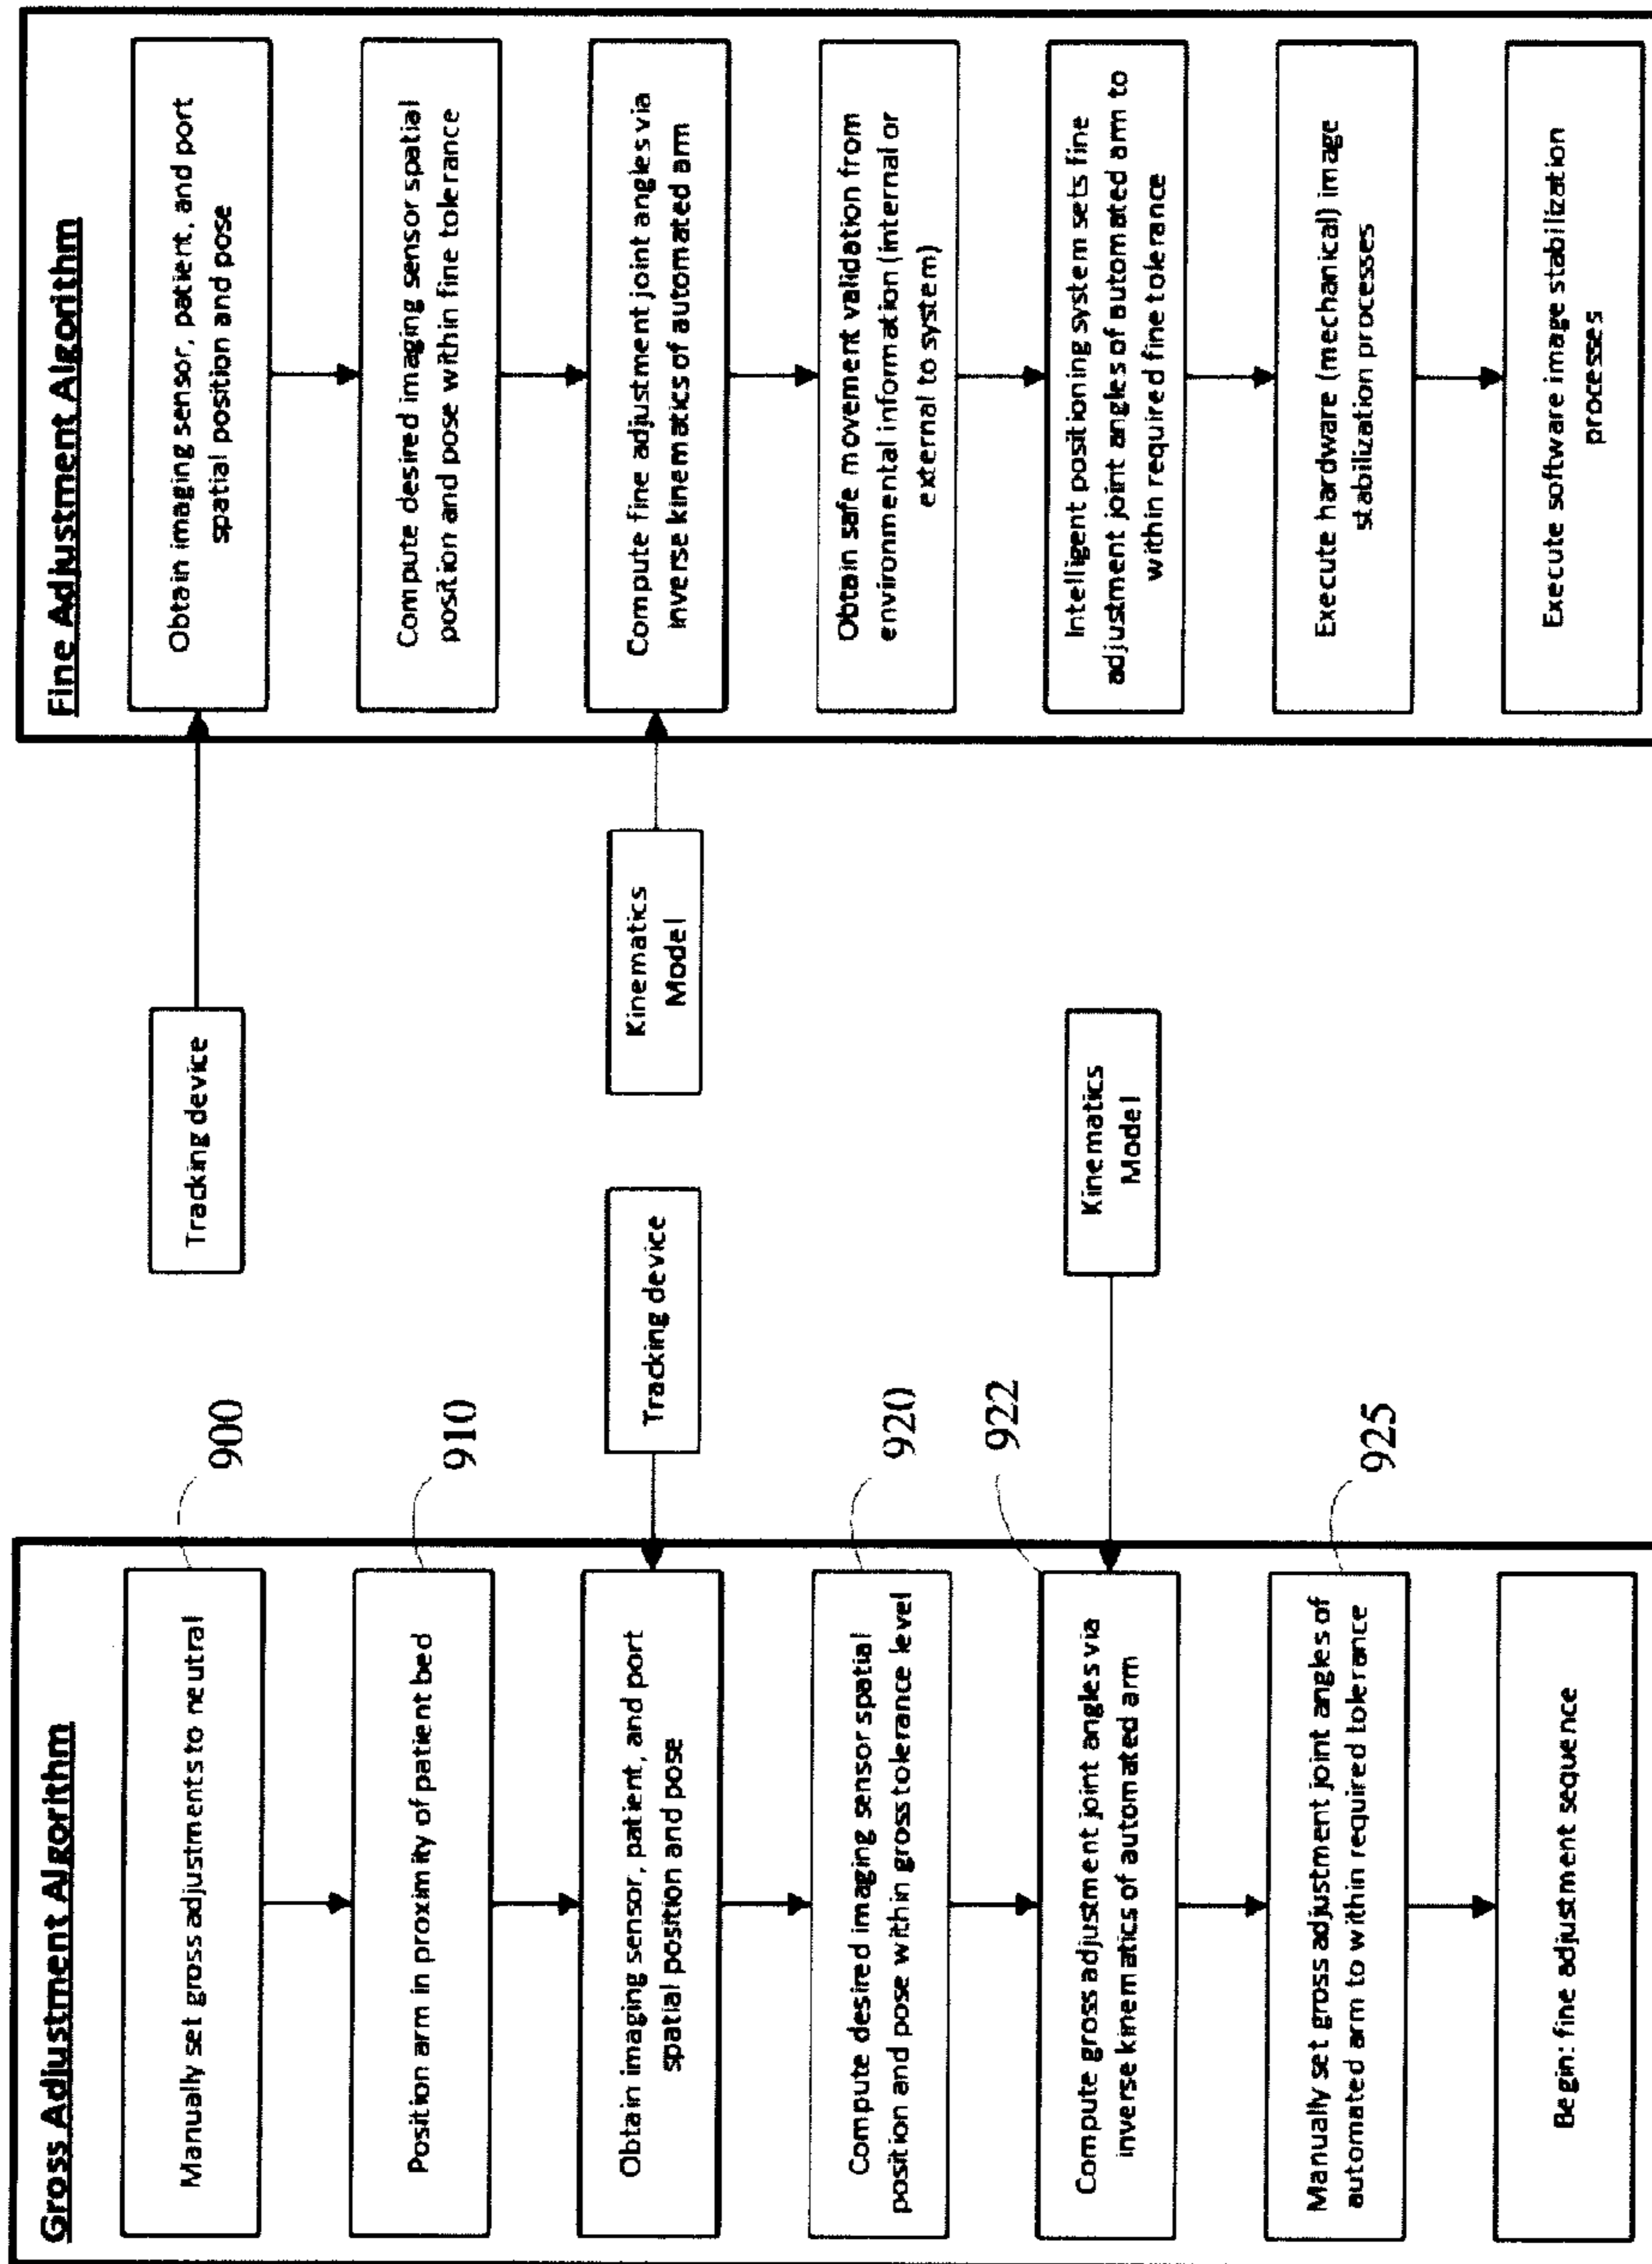 Gross Adjustment Algorithm
Manually set gross adjustments to neutral
900
Position arm in proximity of patient bed
910
Obtain imaging sensor, patient, and port
spatial position and pose
Tracking device
Compute desired imaging sensor spatial
position and pose within gross tolerance level
920
Compute gross adjustment joint angles via
inverse kinematics of automated arm
922
Kinematics
Model
Manually set gross adjustment joint angles of
automated arm to within required tolerance
925
Begin: fine adjustment sequence
Fine Adjustment Algorithm
Tracking device
Obtain imaging sensor, patient, and port
spatial position and pose
Compute desired imaging sensor spatial
position and pose within fine tolerance
Kinematics
Model
Compute fine adjustment joint angles via
inverse kinematics of automated arm
Obtain safe movement validation from
environmental information (internal or
external to system)
Intelligent positioning system sets fine
adjustment joint angles of automated arm to
within required fine tolerance
Execute hardware (mechanical) image
stabilization processes
Execute software image stabilization
processes